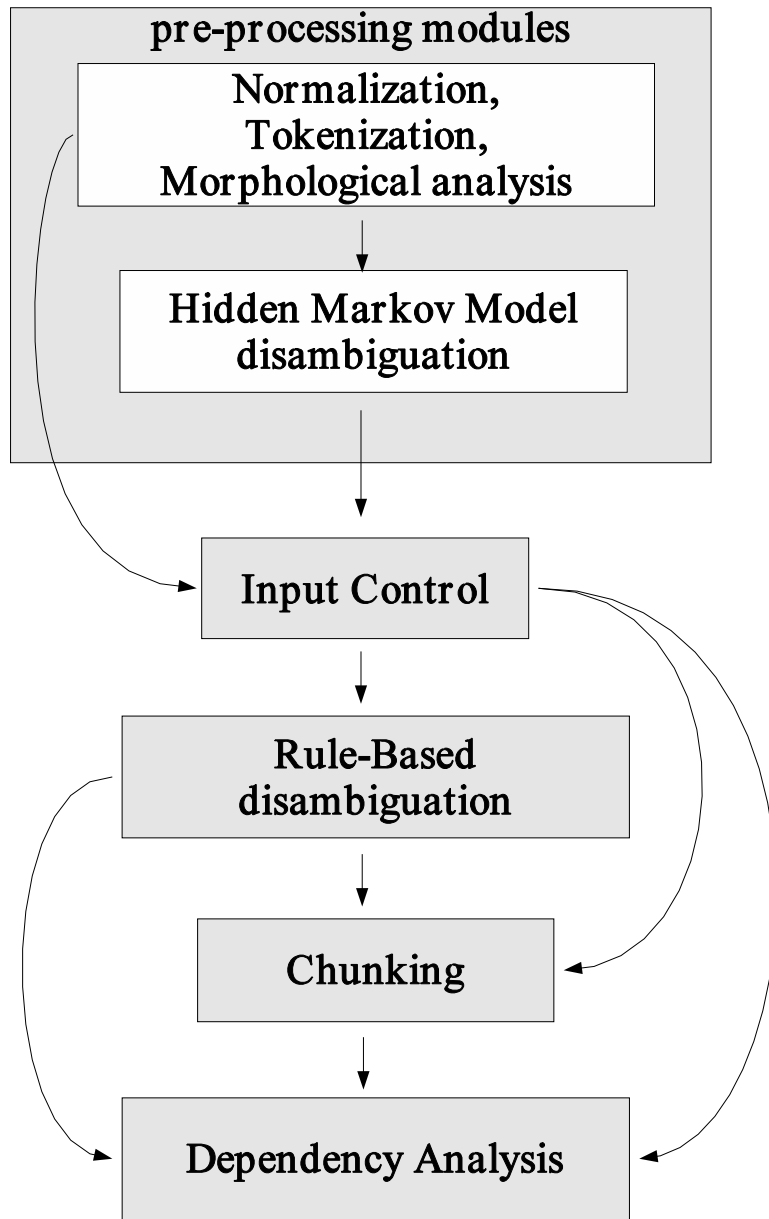 pre-processing modules
Normalization,
Tokenization,
Morphological analysis
Hidden Markov Model
disambiguation
Input Control
Rule-Based
disambiguation
Chunking
Dependency Analysis